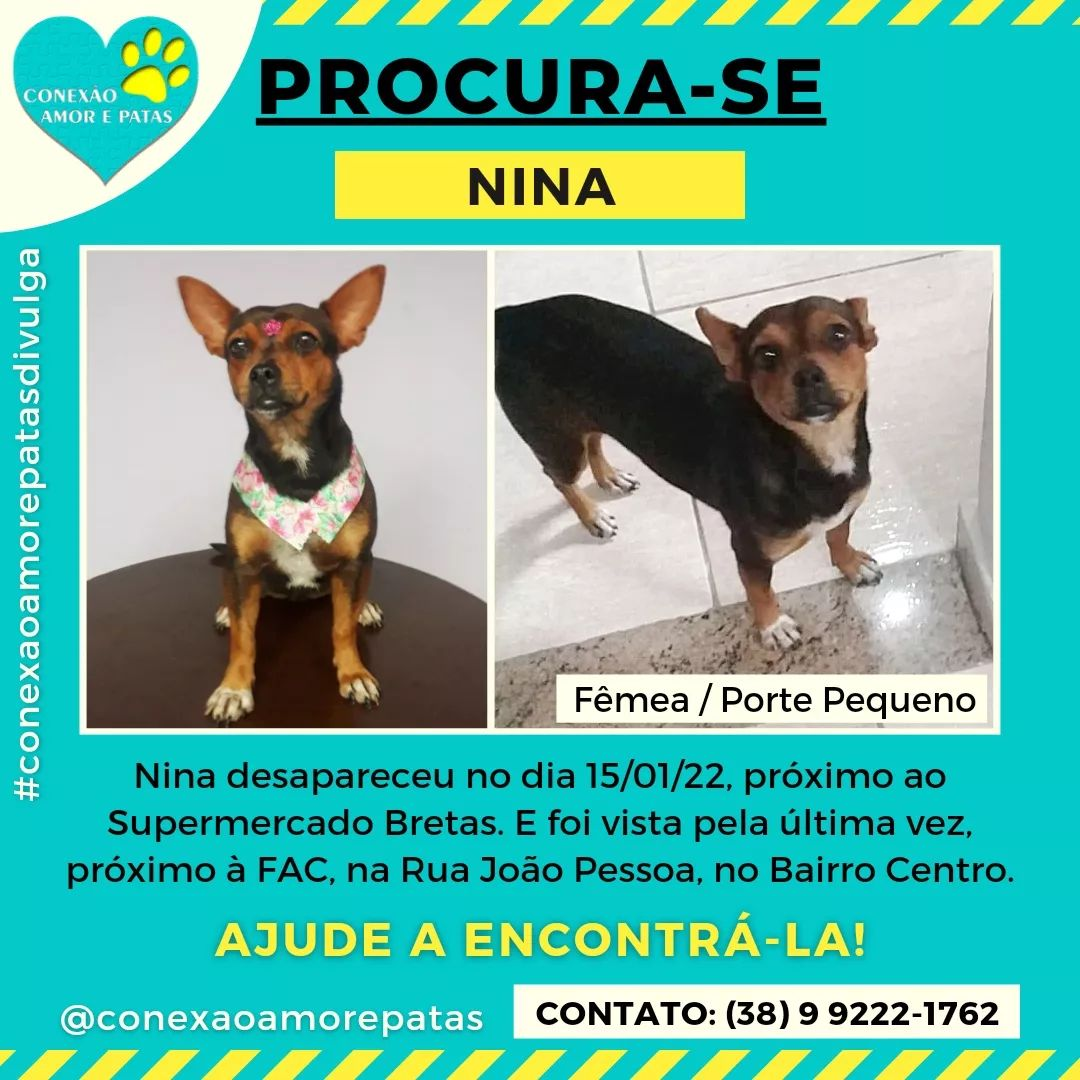 CONEXÃO
AMOR E PATAS
PROCURA-SE
NINA
#conexaoamorepatasdivulga
Fêmea / Porte Pequeno
Nina desapareceu no dia 15/01/22, próximo ao
Supermercado Bretas. E foi vista pela última vez,
próximo à FAC, na Rua João Pessoa, no Bairro Centro.
AJUDE A ENCONTRÁ-LA!
@conexaoamorepatas
CONTATO: (38) 9 9222-1762